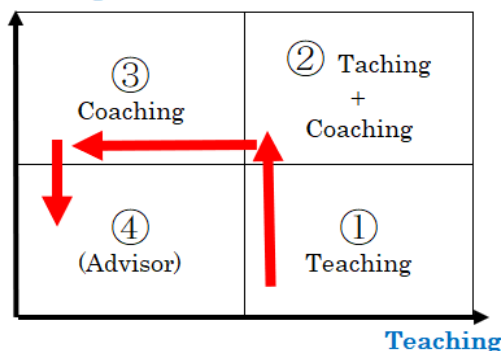 ③
Coaching
② Taching
+
Coaching
④
(Advisor)
①
Teaching
Teaching